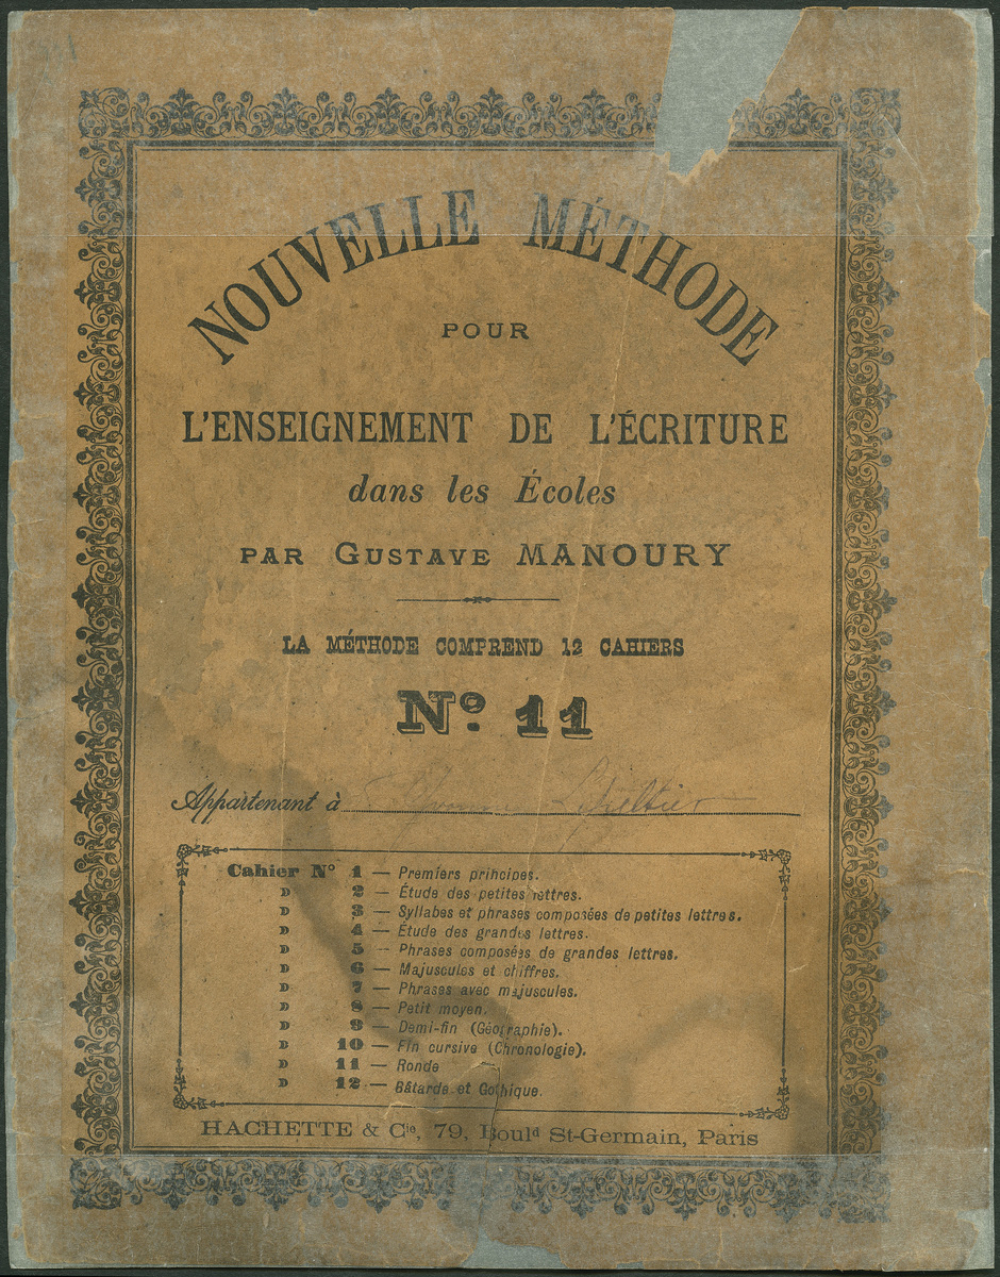 NOUVELLE MÉTHODE
POUR
L'ENSEIGNEMENT DE L'ÉCRITURE
dans les Écoles
PAR GUSTAVE MANOURY
LA MÉTHODE COMPREND 12 CAHIERS
No. 11
Appartenant à
Cahier No 1 — Premiers principes.
» 2 — Étude des petites lettres.
» 3 — Syllabes et phrases composées de petites lettres.
» 4 — Étude des grandes lettres.
» 5 — Phrases composées de grandes lettres.
» 6 — Majuscules et chiffres.
» 7 — Phrases avec majuscules.
» 8 — Petit moyen.
» 9 — Demi-fin (Géographie).
» 10 — Fin cursive (Chronologie).
» 11 — Ronde
» 12 — Bâtarde et Gothique.
HACHETTE & Cie, 79, Bould St-Germain, Paris